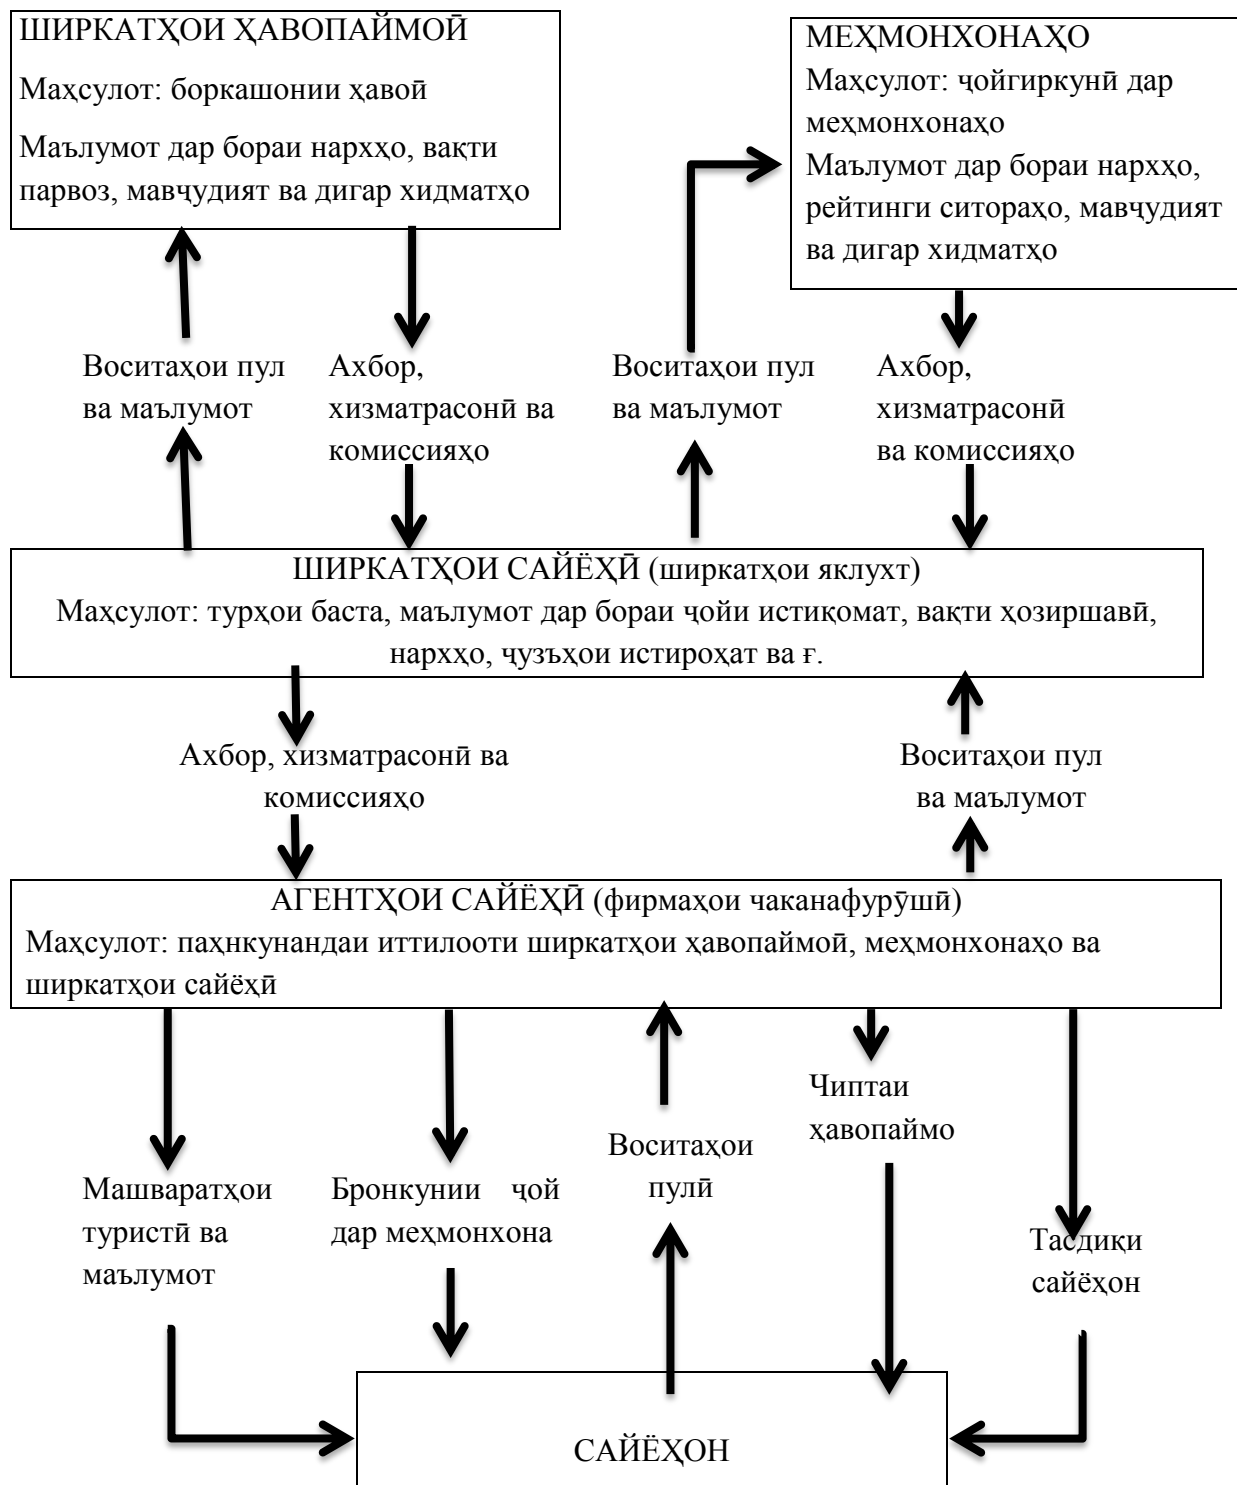 ШИРКАТҲОИ ҲАВОПАЙМОӢ
Маҳсулот: боркашонии ҳавоӣ
Маълумот дар бораи нархҳо, вақти
парвоз, мавҷудият ва дигар хидматҳо
МЕҲМОНХОНАҲО
Маҳсулот: ҷойгиркунӣ дар
меҳмонхонаҳо
Маълумот дар бораи нархҳо,
рейтинги ситораҳо, мавҷудият
ва дигар хидматҳо
Воситаҳои пул
ва маълумот
Ахбор,
хизматрасонӣ ва
комиссияҳо
Воситаҳои пул
ва маълумот
Ахбор,
хизматрасонӣ
ва комиссияҳо
ШИРКАТҲОИ САЙЁҲӢ (ширкатҳои яклухт)
Маҳсулот: турҳои баста, маълумот дар бораи ҷойи истиқомат, вақти ҳозиршавӣ,
нархҳо, ҷузъҳои истироҳат ва ғ.
Ахбор, хизматрасонӣ ва
комиссияҳо
Воситаҳои пул
ва маълумот
АГЕНТҲОИ САЙЁҲӢ (фирмаҳои чаканафурӯшӣ)
Маҳсулот: паҳнкунандаи иттилооти ширкатҳои ҳавопаймоӣ, меҳмонхонаҳо ва
ширкатҳои сайёҳӣ
Машваратҳои
туристӣ ва
маълумот
Бронкунии ҷой
дар меҳмонхона
Воситаҳои
пулӣ
Чиптаи
ҳавопаймо
Тасдиқи
сайёҳон
САЙЁҲОН